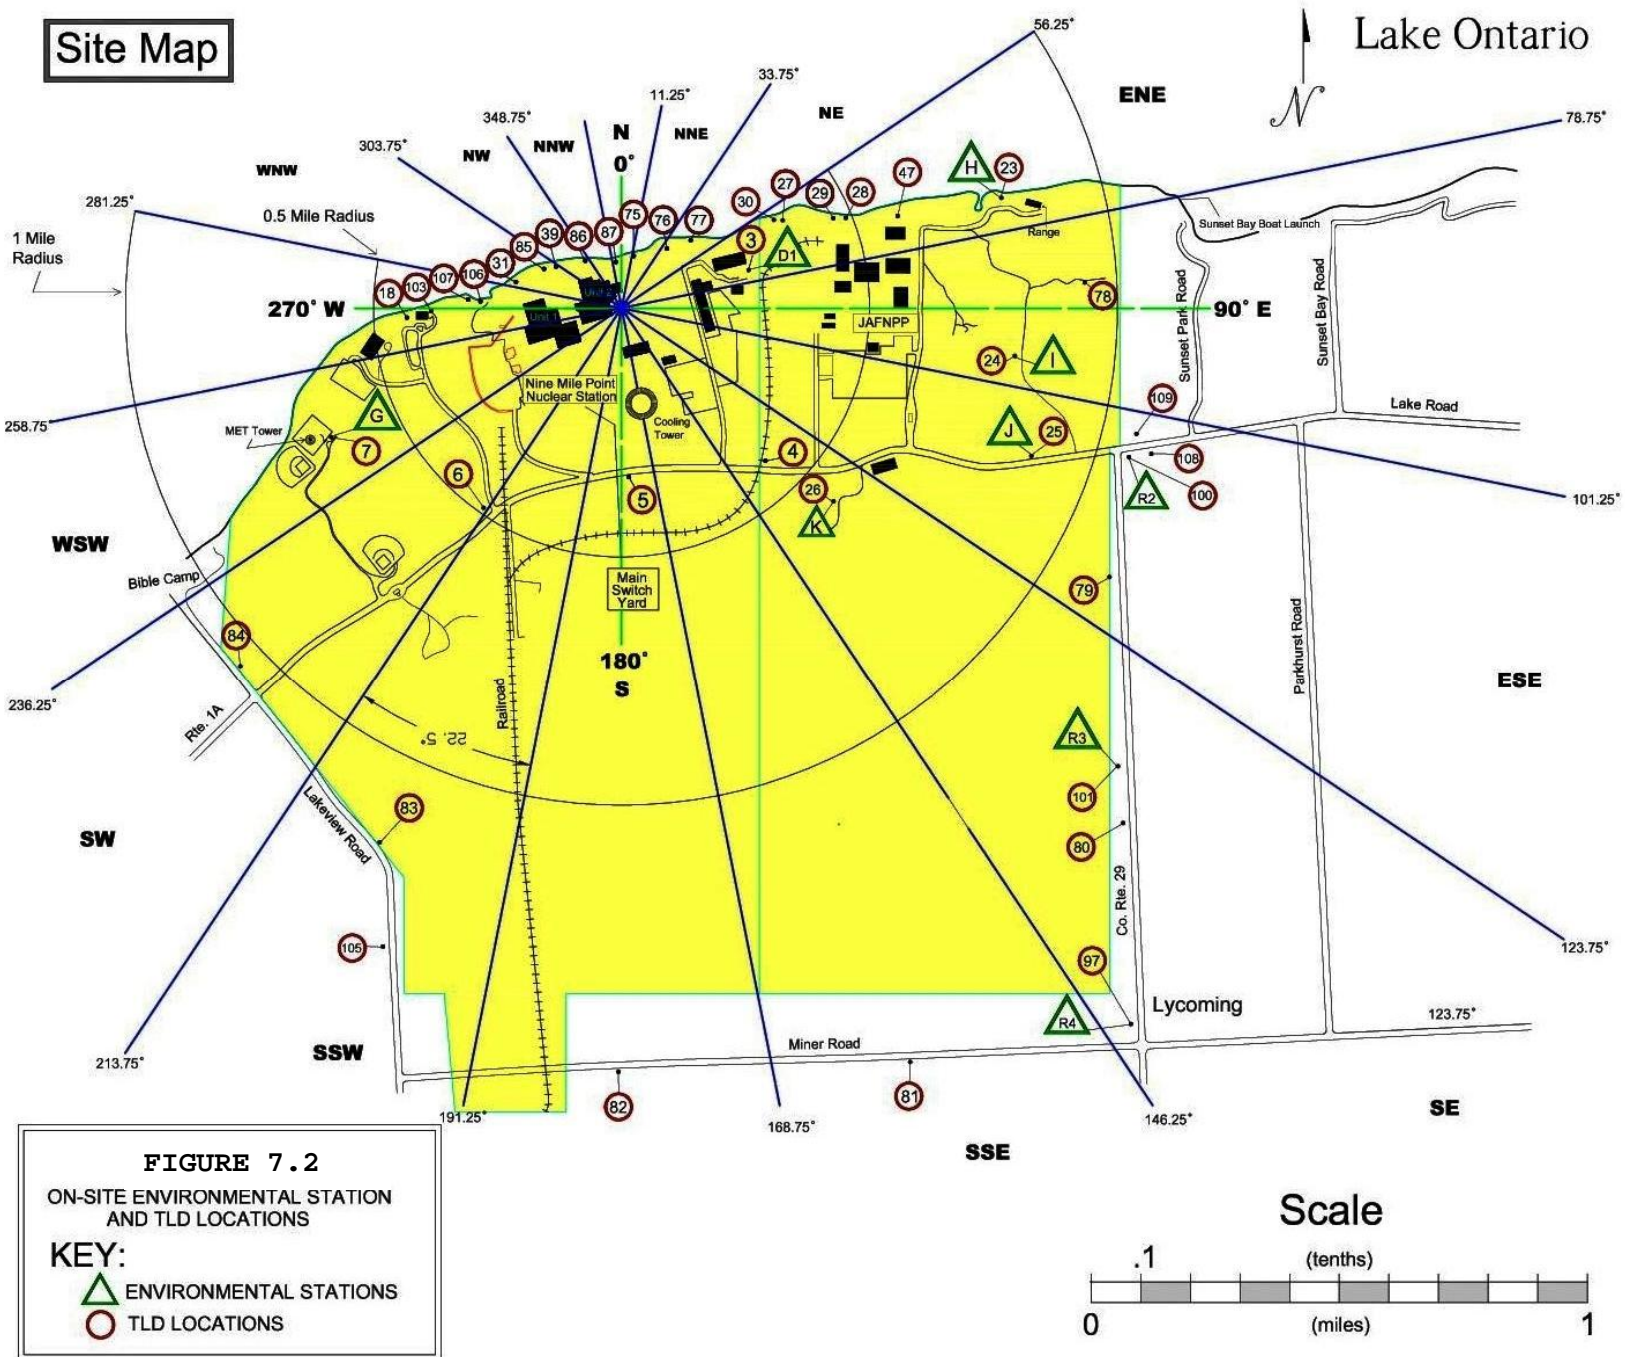 Site Map
Lake Ontario
N
56.25°
33.75°
11.25°
348.75°
303.75°
281.25°
78.75°
ENE
NE
NNE
N
0°
NNW
NW
WNW
0.5 Mile Radius
1 Mile
Radius
H
23
47
28
29
27
30
77
76
75
87
86
39
85
31
106
107
103
18
3
D1
Range
Sunset Bay Boat Launch
270° W
90° E
Unit 2
Unit 1
JAFNPP
78
24
I
Sunset Park Road
Sunset Bay Road
Nine Mile Point
Nuclear Station
Cooling
Tower
G
MET Tower
7
6
5
4
26
K
J
25
109
108
100
R2
Lake Road
258.75°
101.25°
WSW
Bible Camp
84
Main
Switch
Yard
180°
S
79
Parkhurst Road
ESE
236.25°
Rte. 1A
Railroad
22.5°
R3
101
80
83
Lakeview Road
SW
Co. Rte. 29
105
97
123.75°
R4
Lycoming
123.75°
Miner Road
SSW
213.75°
191.25°
82
81
168.75°
146.25°
SE
SSE
FIGURE 7.2
ON-SITE ENVIRONMENTAL STATION
AND TLD LOCATIONS
KEY:
ENVIRONMENTAL STATIONS
TLD LOCATIONS
Scale
.1
(tenths)
0
(miles)
1